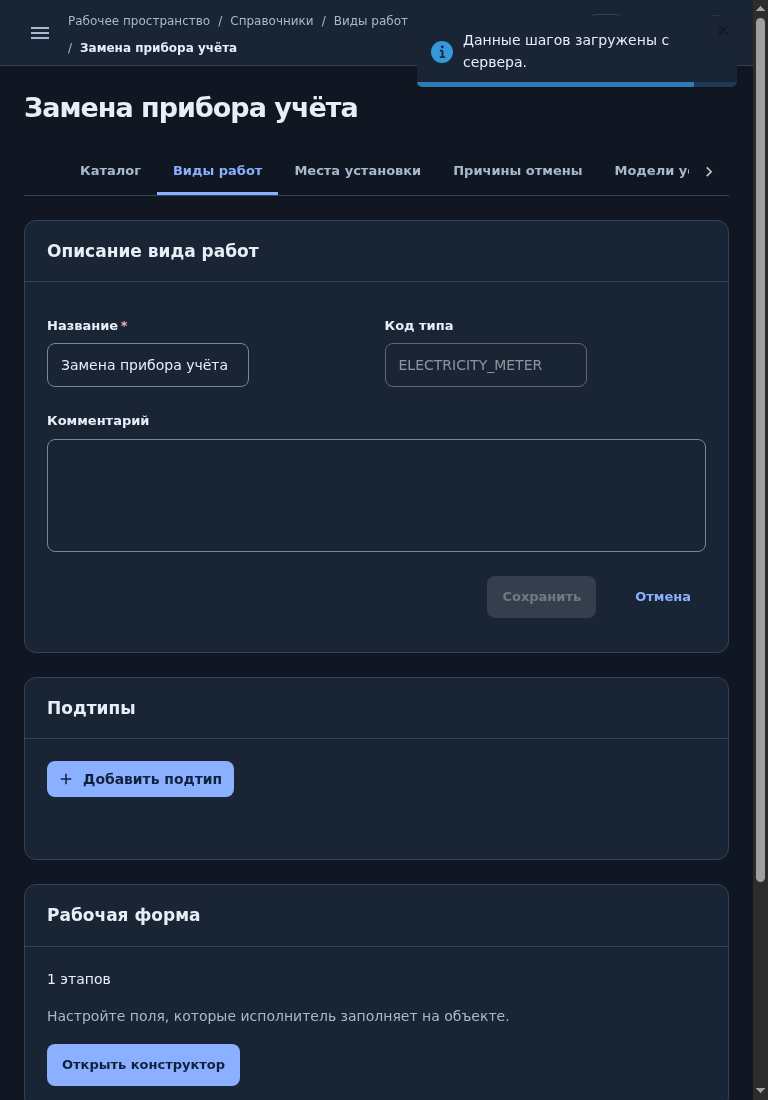 Рабочее пространство / Справочники / Виды работ
/ Замена прибора учёта
Данные шагов загружены с
сервера.
Замена прибора учёта
Каталог Виды работ Места установки Причины отмены Модели
Описание вида работ
Название* Код типа
Замена прибора учёта ELECTRICITY_METER
Комментарий
Сохранить Отмена
Подтипы
+ Добавить подтип
Рабочая форма
1 этапов
Настройте поля, которые исполнитель заполняет на объекте.
Открыть конструктор